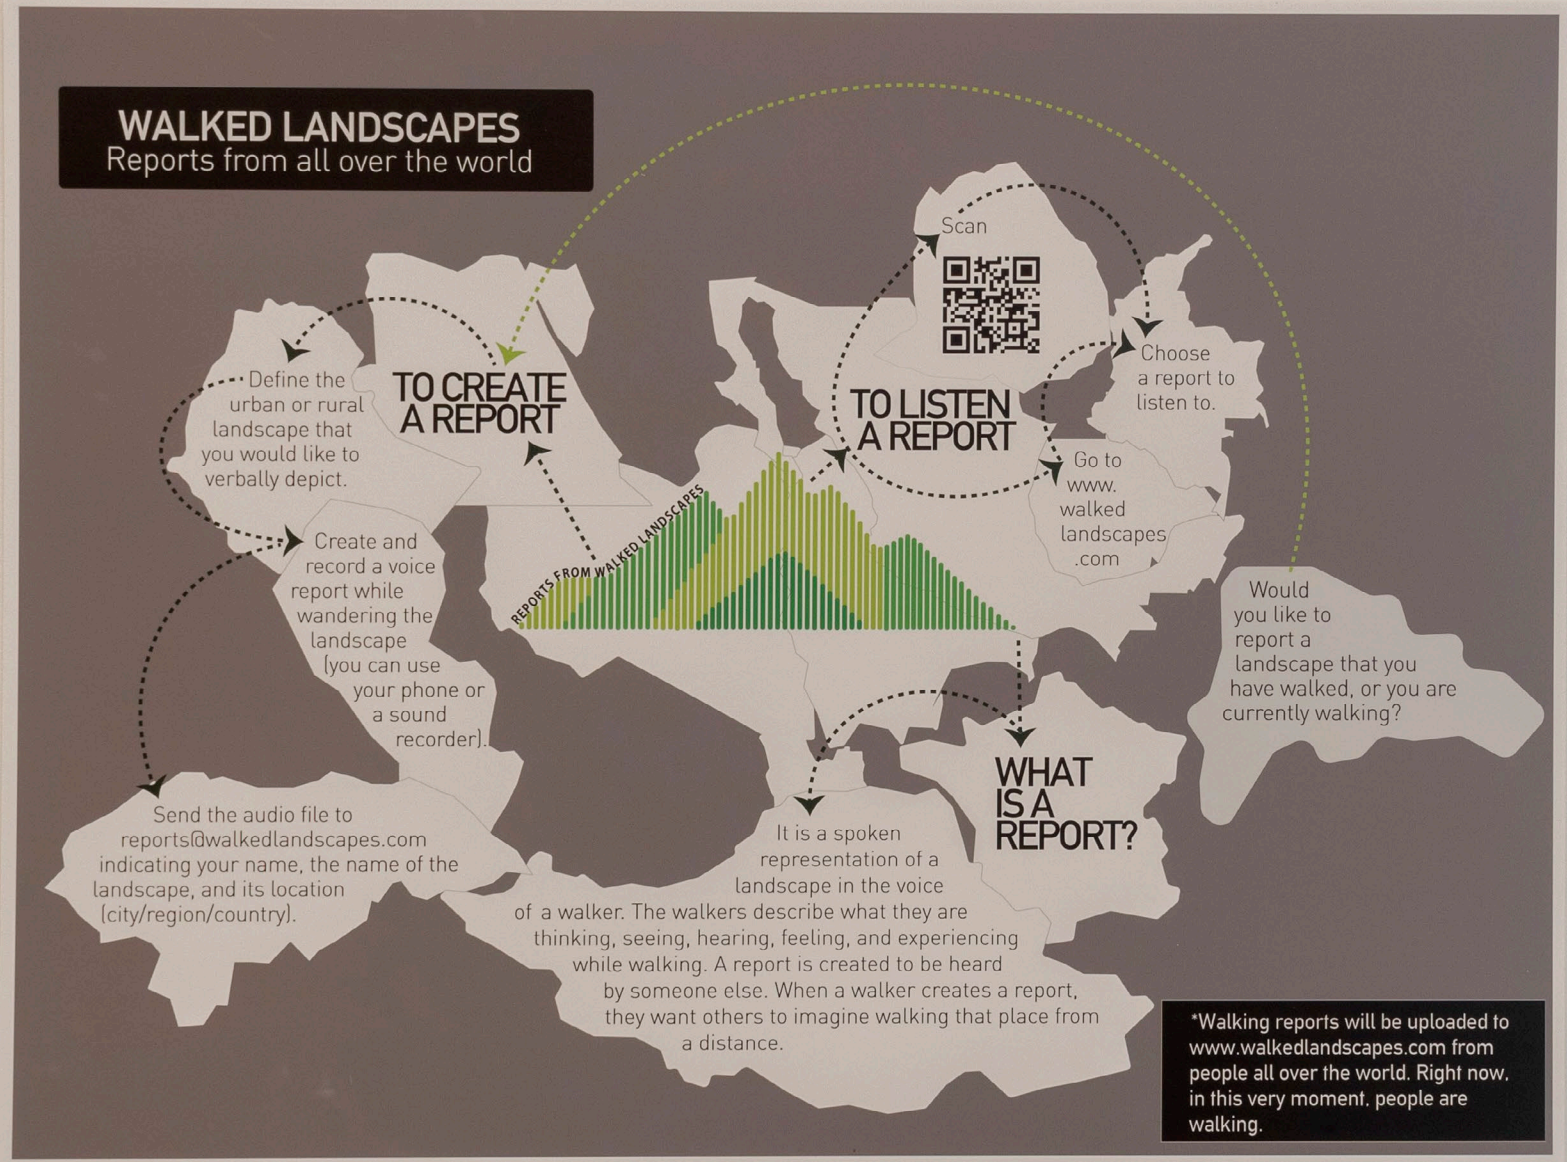 WALKED LANDSCAPES
Reports from all over the world
TO CREATE
A REPORT
Define the
urban or rural
landscape that
you would like to
verbally depict.
Create and
record a voice
report while
wandering the
landscape
(you can use
your phone or
a sound
recorder).
Send the audio file to
reports@walkedlandscapes.com
indicating your name, the name of the
landscape, and its location
(city/region/country).
REPORTS FROM WALKED LANDSCAPES
TO LISTEN
A REPORT
Scan
Go to
www.
walked
landscapes
.com
Choose
a report to
listen to.
WHAT
IS A
REPORT?
It is a spoken
representation of a
landscape in the voice
of a walker. The walkers describe what they are
thinking, seeing, hearing, feeling, and experiencing
while walking. A report is created to be heard
by someone else. When a walker creates a report,
they want others to imagine walking that place from
a distance.
Would
you like to
report a
landscape that you
have walked, or you are
currently walking?
*Walking reports will be uploaded to
www.walkedlandscapes.com from
people all over the world. Right now,
in this very moment, people are
walking.